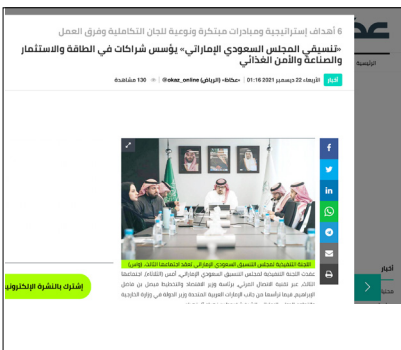 6 أهداف إستراتيجية ومبادرات مبتكرة ونوعية للجان التكاملية وفرق العمل
«تنسيقي المجلس السعودي الإماراتي» يؤسس شراكات في الطاقة والاستثمار
والصناعة والأمن الغذائي
الرئيسية
أخبار
الأربعاء 22 ديسمبر 2021 01:16 | «عكاظ» (الرياض) okaz_online@ | 130 مشاهدة
اللجنة التنفيذية لمجلس التنسيق السعودي الإماراتي تعقد اجتماعها الثالث. (واس)
عقدت اللجنة التنفيذية لمجلس التنسيق السعودي الإماراتي، أمس (الثلاثاء)، اجتماعها
الثالث، عبر تقنية الاتصال المرئي، برئاسة وزير الاقتصاد والتخطيط فيصل بن فاضل
الإبراهيم، فيما ترأسها من جانب الإمارات العربية المتحدة وزير الدولة في وزارة الخارجية
أخبار
إشترك بالنشرة الإلكترونية